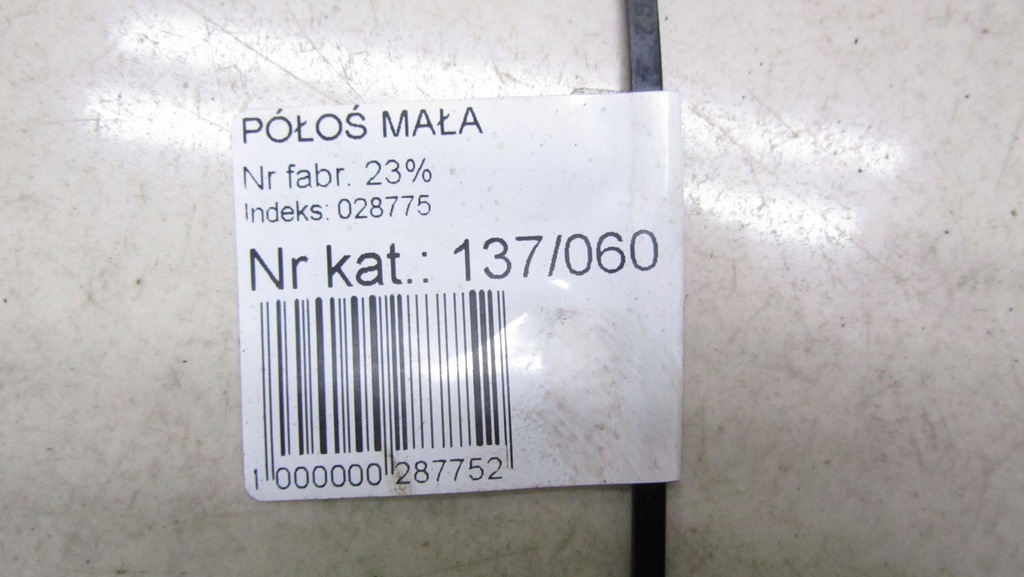 PÓŁOŚ MAŁA
Nr fabr. 23%
Indeks: 028775
Nr kat.: 137/060
1 000000 287752